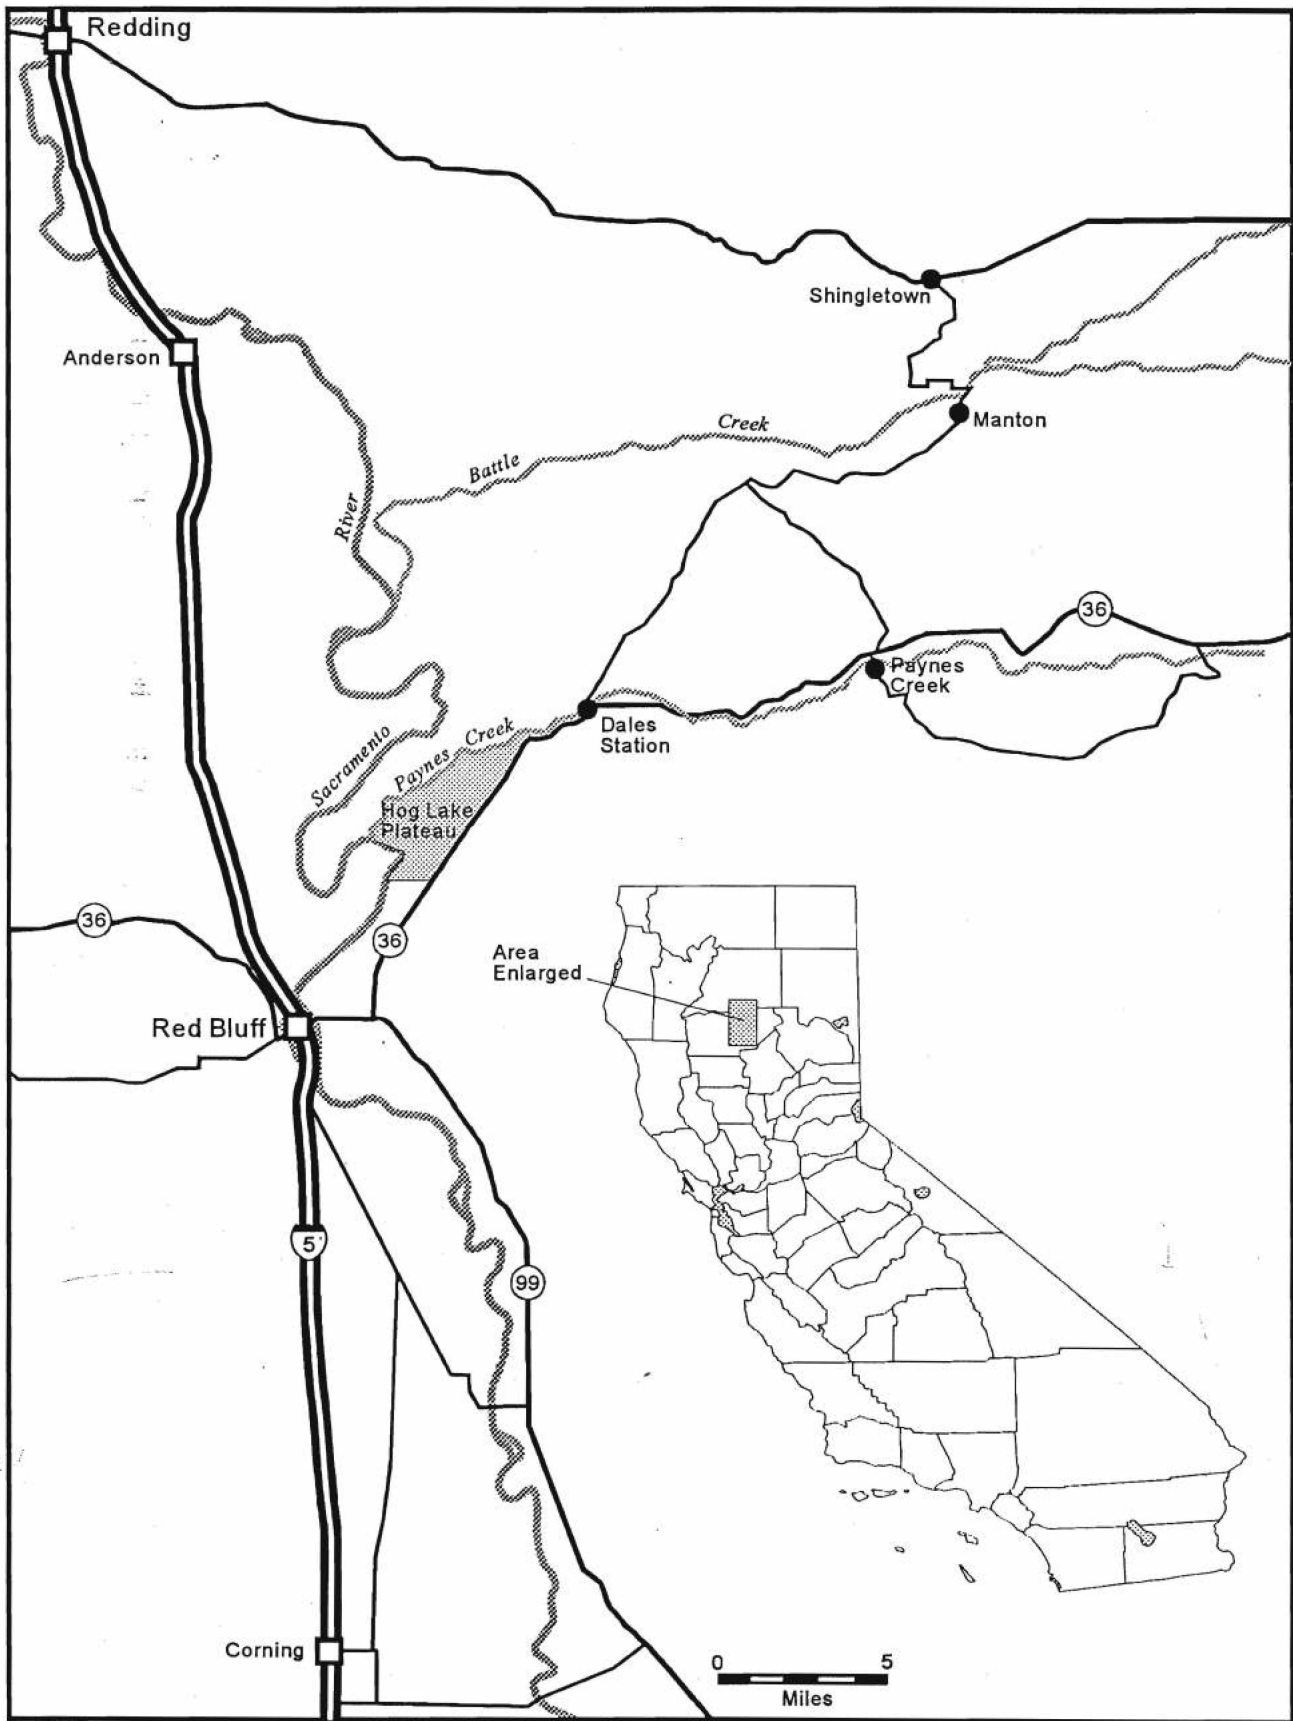 Redding
Shingletown
Anderson
Manton
Creek
Battle
River
36
Paynes
Creek
Dales
Station
Paynes Creek
Sacramento
Hog Lake
Plateau
36
36
Area
Enlarged
Red Bluff
5
99
Corning
0 5
Miles